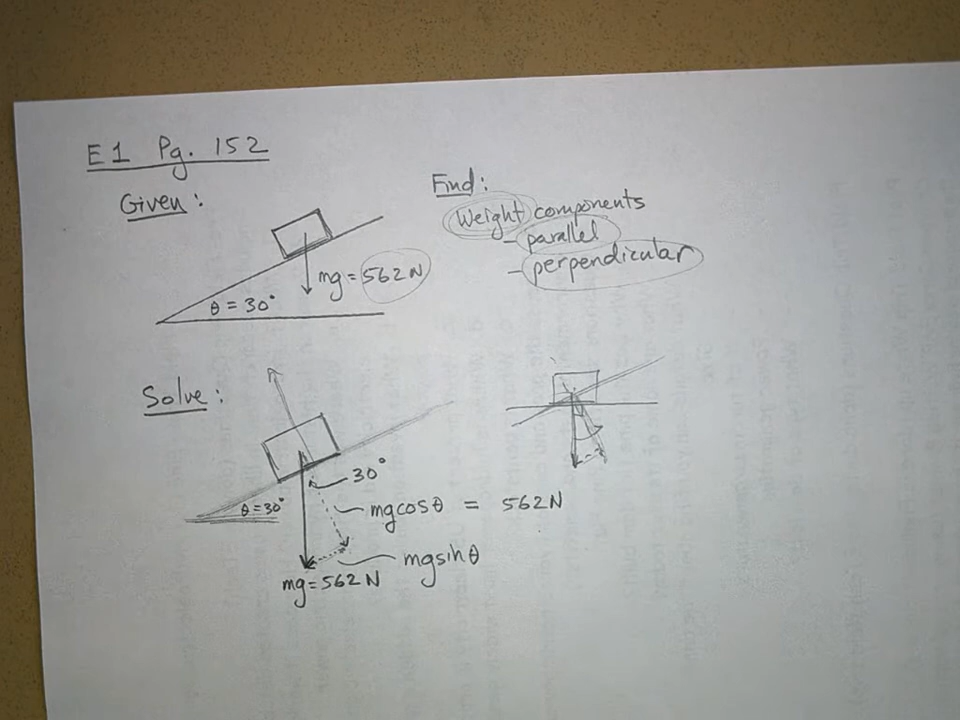 E1 Pg. 152
Given:
mg = 562 N
θ = 30°
Find:
Weight components
- parallel
- perpendicular
Solve:
30°
θ = 30°
mgcosθ = 562N
mgsinθ
mg = 562 N